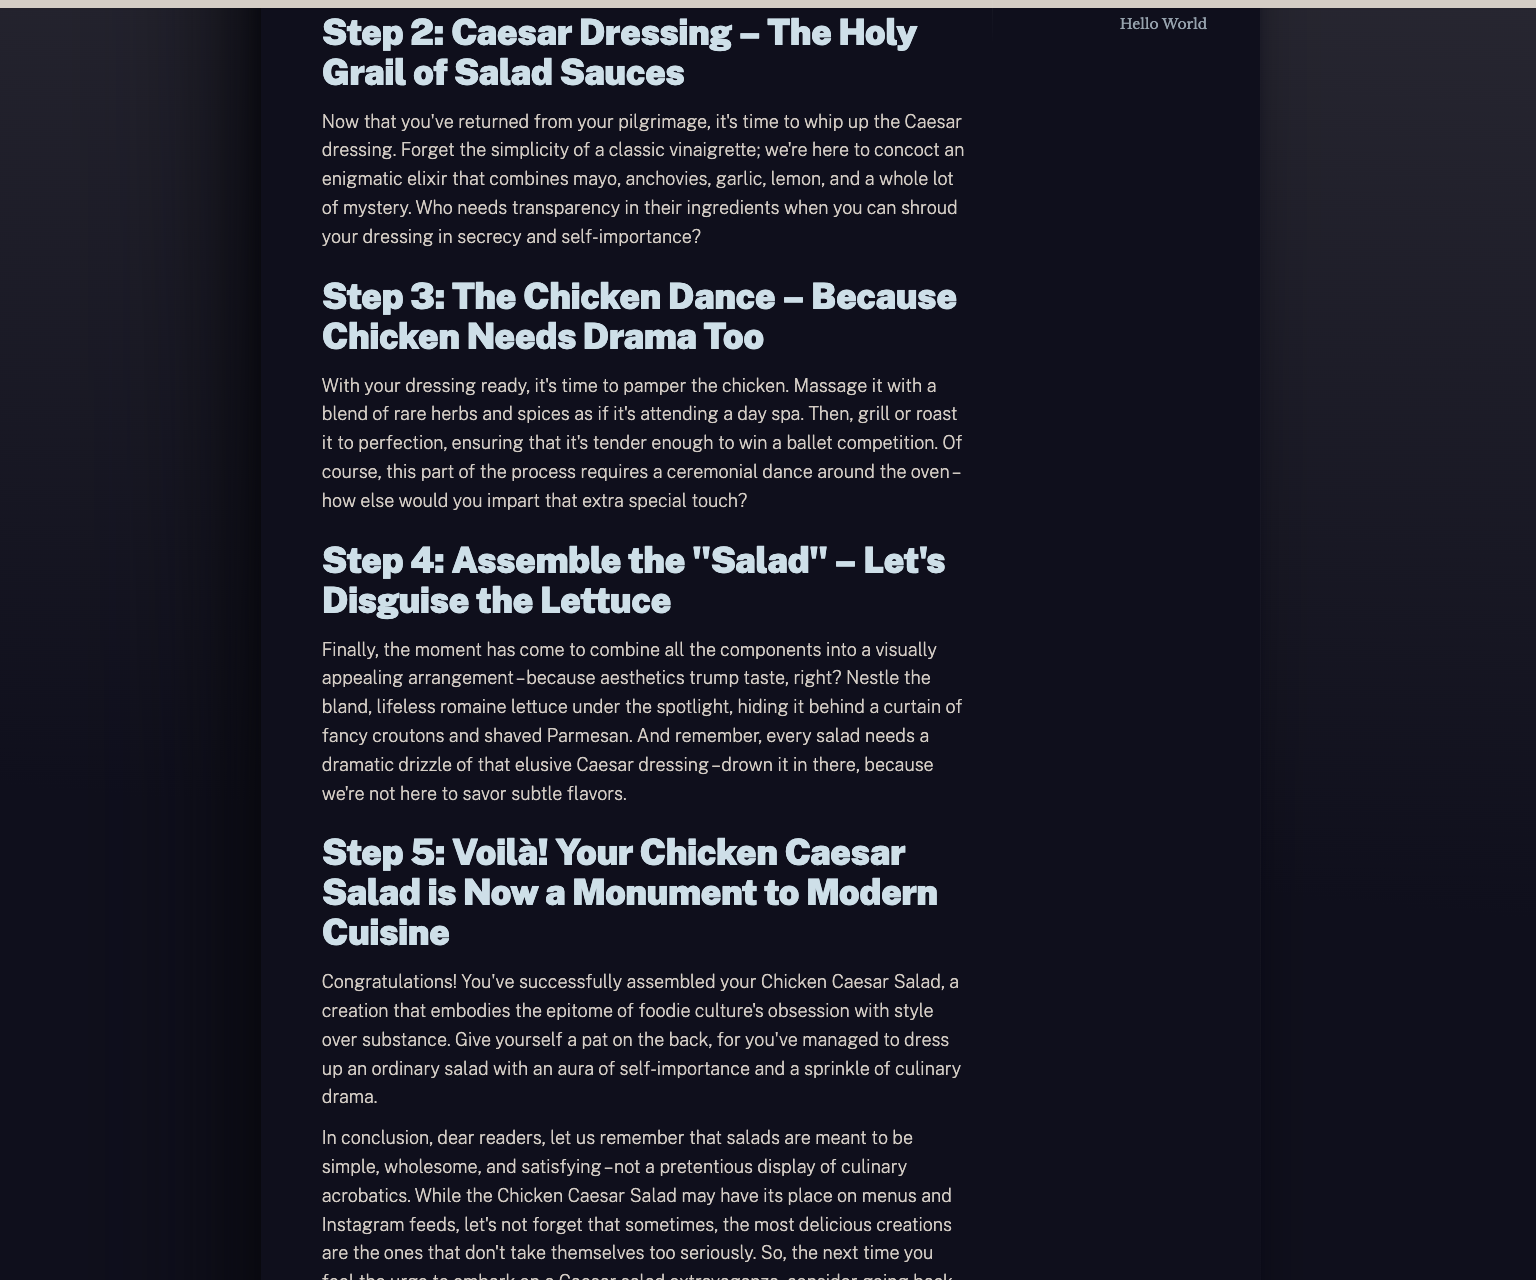 Step 2: Caesar Dressing – The Holy
Grail of Salad Sauces
Now that you've returned from your pilgrimage, it's time to whip up the Caesar
dressing. Forget the simplicity of a classic vinaigrette; we're here to concoct an
enigmatic elixir that combines mayo, anchovies, garlic, lemon, and a whole lot
of mystery. Who needs transparency in their ingredients when you can shroud
your dressing in secrecy and self-importance?
Step 3: The Chicken Dance – Because
Chicken Needs Drama Too
With your dressing ready, it's time to pamper the chicken. Massage it with a
blend of rare herbs and spices as if it's attending a day spa. Then, grill or roast
it to perfection, ensuring that it's tender enough to win a ballet competition. Of
course, this part of the process requires a ceremonial dance around the oven–
how else would you impart that extra special touch?
Step 4: Assemble the "Salad" – Let's
Disguise the Lettuce
Finally, the moment has come to combine all the components into a visually
appealing arrangement–because aesthetics trump taste, right? Nestle the
bland, lifeless romaine lettuce under the spotlight, hiding it behind a curtain of
fancy croutons and shaved Parmesan. And remember, every salad needs a
dramatic drizzle of that elusive Caesar dressing–drown it in there, because
we're not here to savor subtle flavors.
Step 5: Voilà! Your Chicken Caesar
Salad is Now a Monument to Modern
Cuisine
Congratulations! You've successfully assembled your Chicken Caesar Salad, a
creation that embodies the epitome of foodie culture's obsession with style
over substance. Give yourself a pat on the back, for you've managed to dress
up an ordinary salad with an aura of self-importance and a sprinkle of culinary
drama.
In conclusion, dear readers, let us remember that salads are meant to be
simple, wholesome, and satisfying–not a pretentious display of culinary
acrobatics. While the Chicken Caesar Salad may have its place on menus and
Instagram feeds, let's not forget that sometimes, the most delicious creations
are the ones that don't take themselves too seriously. So, the next time you
feel the urge to embark on a Caesar salad extravaganza, consider going back
Hello World